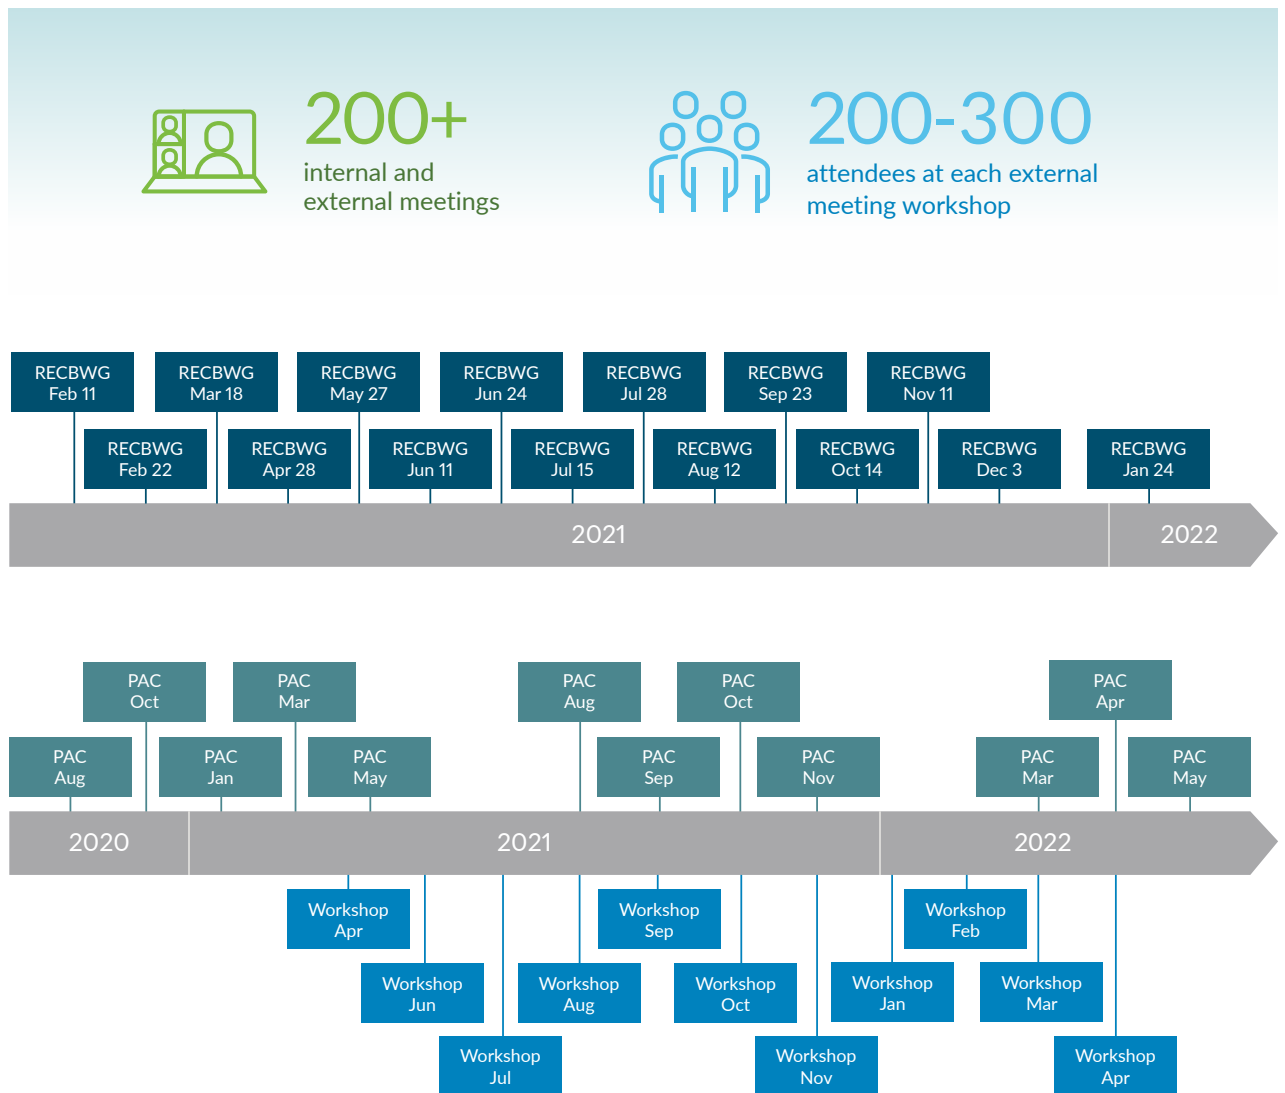 200+
internal and
external meetings
200-300
attendees at each external
meeting workshop
RECBWG
Feb 11
RECBWG
Mar 18
RECBWG
May 27
RECBWG
Jun 24
RECBWG
Jul 28
RECBWG
Sep 23
RECBWG
Nov 11
RECBWG
Feb 22
RECBWG
Apr 28
RECBWG
Jun 11
RECBWG
Jul 15
RECBWG
Aug 12
RECBWG
Oct 14
RECBWG
Dec 3
RECBWG
Jan 24
2021
2022
PAC
Oct
PAC
Mar
PAC
Aug
PAC
Oct
PAC
Apr
PAC
Aug
PAC
Jan
PAC
May
PAC
Sep
PAC
Nov
PAC
Mar
PAC
May
2020
2021
2022
Workshop
Apr
Workshop
Sep
Workshop
Feb
Workshop
Jun
Workshop
Aug
Workshop
Oct
Workshop
Jan
Workshop
Mar
Workshop
Jul
Workshop
Nov
Workshop
Apr